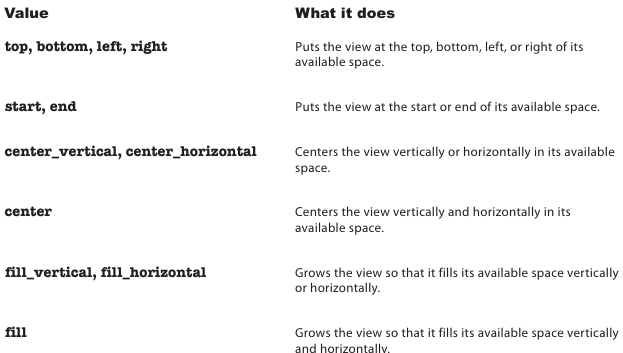 Value What it does
top, bottom, left, right Puts the view at the top, bottom, left, or right of its
available space.
start, end Puts the view at the start or end of its available space.
center_vertical, center_horizontal Centers the view vertically or horizontally in its available
space.
center Centers the view vertically and horizontally in its
available space.
fill_vertical, fill_horizontal Grows the view so that it fills its available space vertically
or horizontally.
fill Grows the view so that it fills its available space vertically
and horizontally.